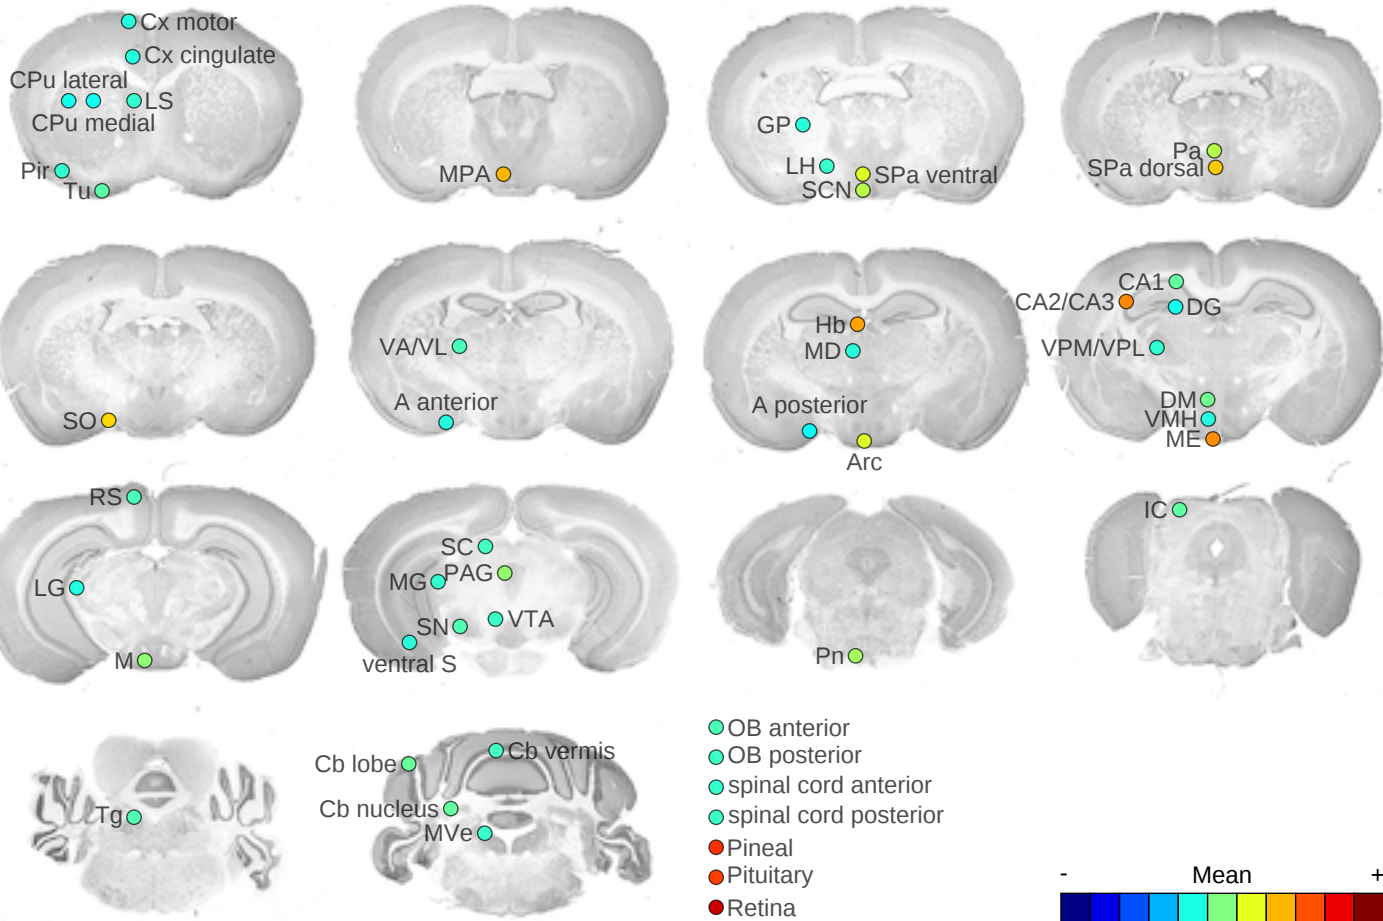 Cx motor
Cx cingulate
CPu lateral
LS
CPu medial
Pir
Tu
MPA
GP
LH
SPa ventral
SCN
Pa
SPa dorsal
SO
VA/VL
A anterior
Hb
MD
A posterior
Arc
CA1
CA2/CA3
DG
VPM/VPL
DM
VMH
ME
RS
LG
M
SC
PAG
MG
VTA
SN
ventral S
Pn
IC
Tg
Cb vermis
Cb lobe
Cb nucleus
MVe
OB anterior
OB posterior
spinal cord anterior
spinal cord posterior
Pineal
Pituitary
Retina
- Mean +